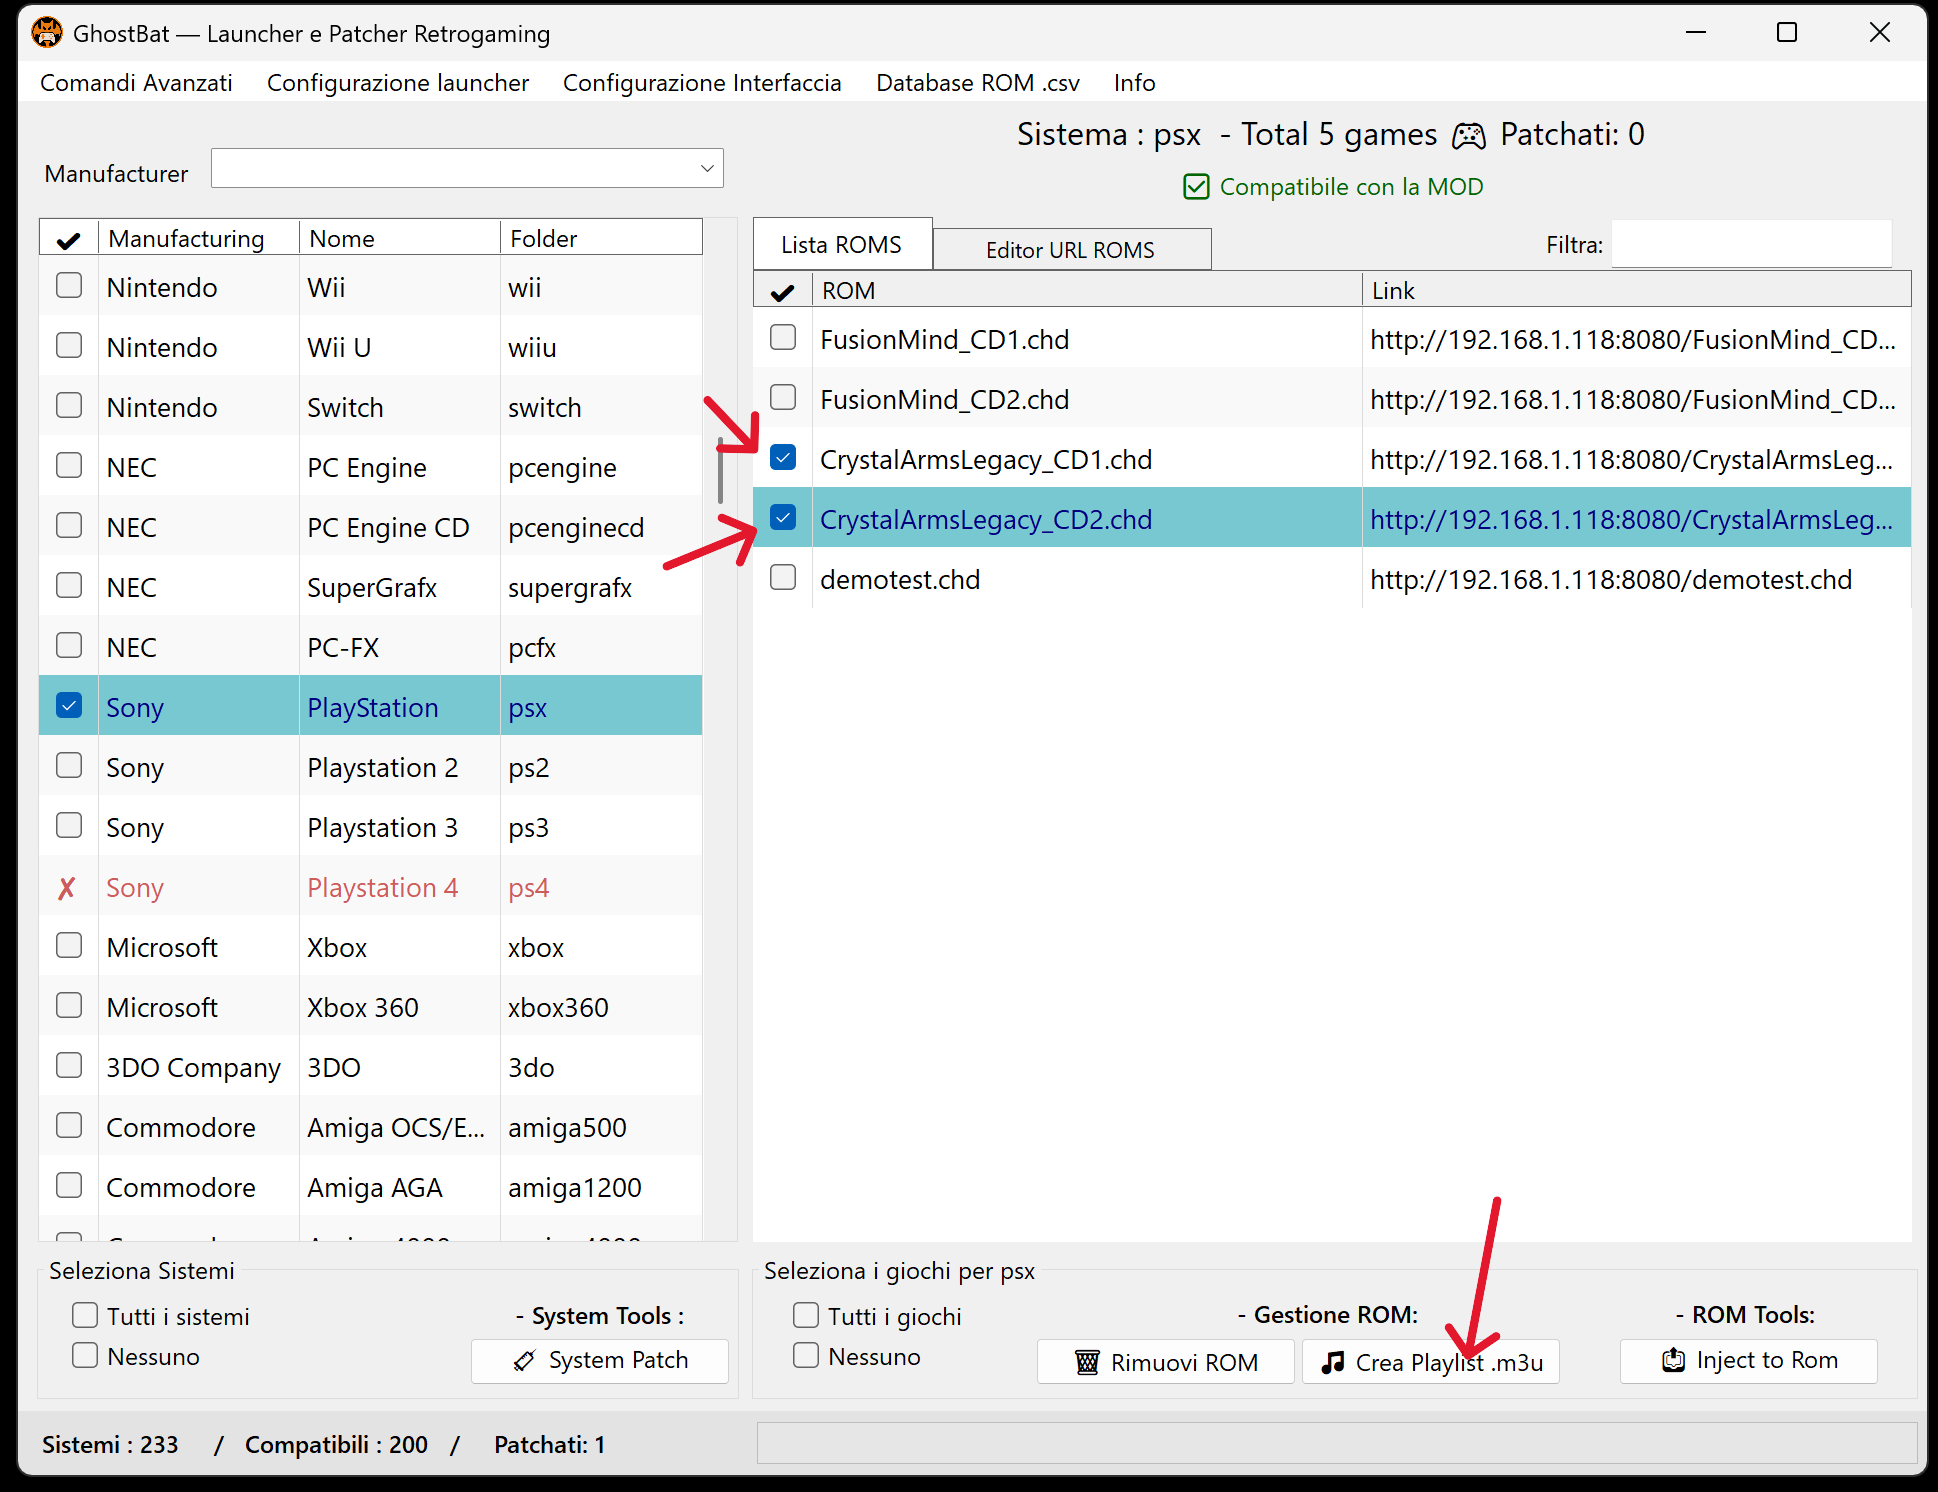 GhostBat — Launcher e Patcher Retrogaming
Comandi Avanzati Configurazione launcher Configurazione Interfaccia Database ROM .csv Info
Sistema : psx - Total 5 games Patchati: 0
Manufacturer
Compatibile con la MOD
Manufacturing Nome Folder
Nintendo Wii wii
Nintendo Wii U wiiu
Nintendo Switch switch
NEC PC Engine pcengine
NEC PC Engine CD pcenginecd
NEC SuperGrafx supergrafx
NEC PC-FX pcfx
Sony PlayStation psx
Sony Playstation 2 ps2
Sony Playstation 3 ps3
Sony Playstation 4 ps4
Microsoft Xbox xbox
Microsoft Xbox 360 xbox360
3DO Company 3DO 3do
Commodore Amiga OCS/E... amiga500
Commodore Amiga AGA amiga1200
Lista ROMS Editor URL ROMS Filtra:
ROM Link
FusionMind_CD1.chd http://192.168.1.118:8080/FusionMind_CD...
FusionMind_CD2.chd http://192.168.1.118:8080/FusionMind_CD...
CrystalArmsLegacy_CD1.chd http://192.168.1.118:8080/CrystalArmsLeg...
CrystalArmsLegacy_CD2.chd http://192.168.1.118:8080/CrystalArmsLeg...
demotest.chd http://192.168.1.118:8080/demotest.chd
Seleziona Sistemi
Tutti i sistemi
Nessuno
- System Tools :
System Patch
Seleziona i giochi per psx
Tutti i giochi
Nessuno
- Gestione ROM:
Rimuovi ROM Crea Playlist .m3u
- ROM Tools:
Inject to Rom
Sistemi : 233 / Compatibili : 200 / Patchati: 1